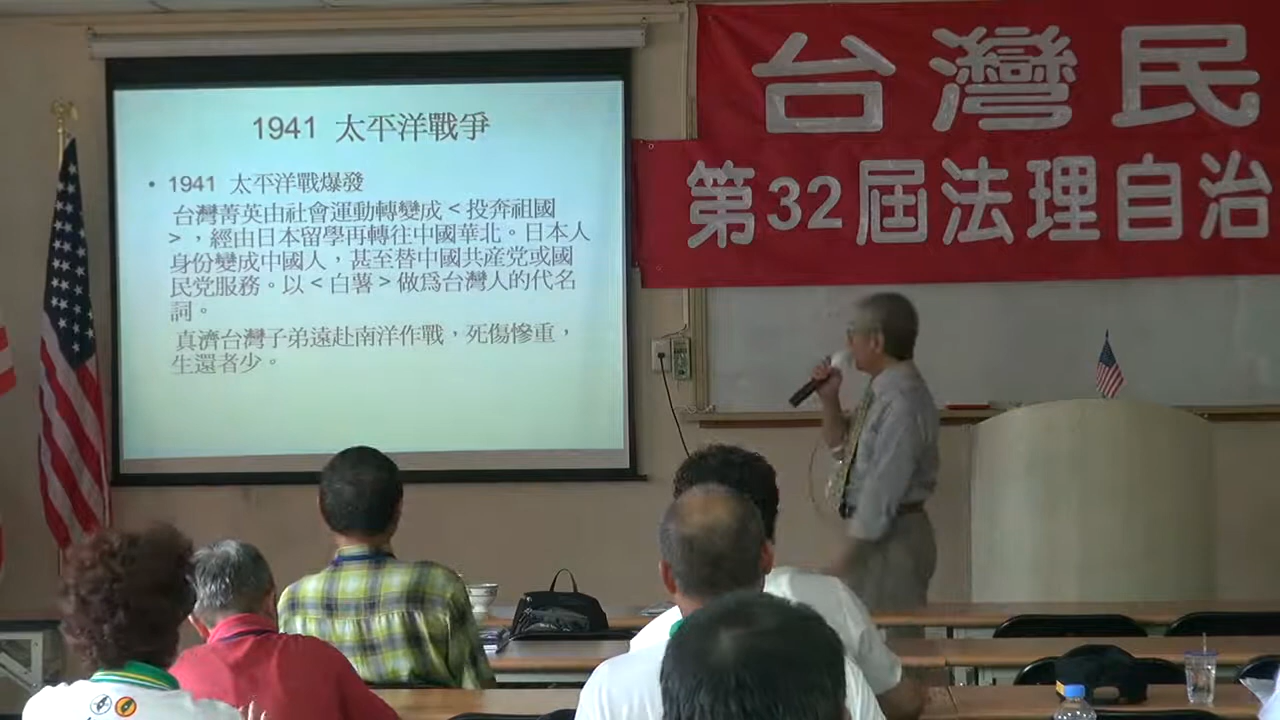 1941 太平洋戰爭
• 1941 太平洋戰爆發
台灣菁英由社會運動轉變成<投奔祖國
>，經由日本留學再轉往中國華北。日本人
身份變成中國人，甚至替中國共産党或國
民党服務。以<白薯>做爲台灣人的代名
詞。
真濟台灣子弟遠赴南洋作戰，死傷慘重，
生還者少。
台灣民
第32屆法理自治